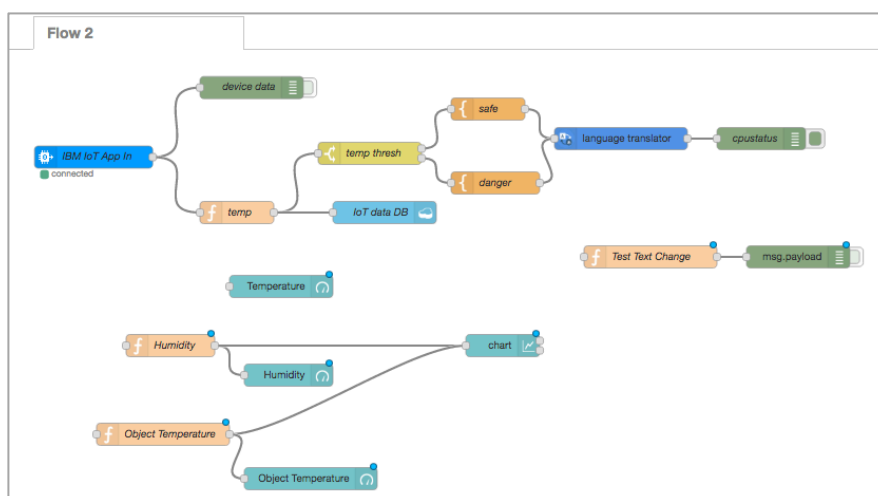 Flow 2
device data
safe
IBM IoT App In
temp thresh
language translator
cpustatus
connected
danger
temp
IoT data DB
Test Text Change
msg.payload
Temperature
Humidity
chart
Humidity
Object Temperature
Object Temperature